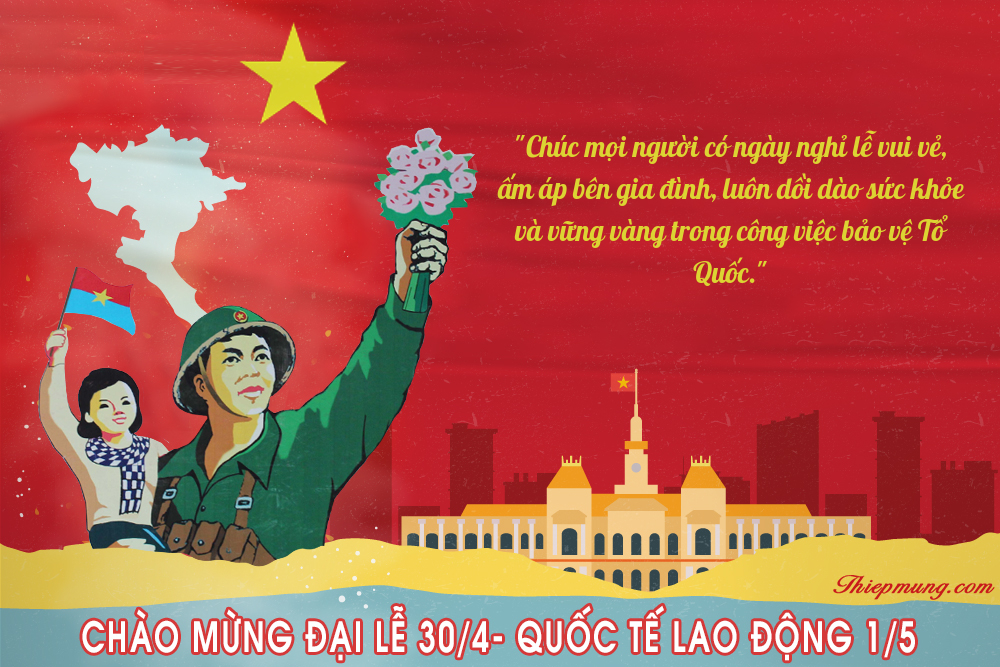 "Chúc mọi người có ngày nghỉ lễ vui vẻ,
ấm áp bên gia đình, luôn dồi dào sức khỏe
và vững vàng trong công việc bảo vệ Tổ
Quốc."
Thiepmung.com
CHÀO MỪNG ĐẠI LỄ 30/4- QUỐC TẾ LAO ĐỘNG 1/5